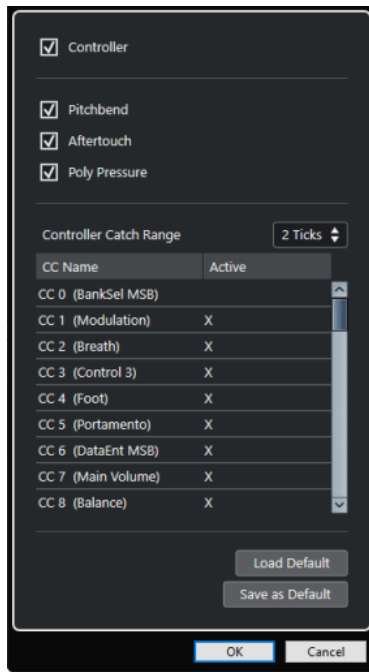 Controller
Pitchbend
Aftertouch
Poly Pressure
Controller Catch Range 2 Ticks
CC Name Active
CC 0 (BankSel MSB)
CC 1 (Modulation) X
CC 2 (Breath) X
CC 3 (Control 3) X
CC 4 (Foot) X
CC 5 (Portamento) X
CC 6 (DataEnt MSB) X
CC 7 (Main Volume) X
CC 8 (Balance) X
Load Default
Save as Default
OK Cancel